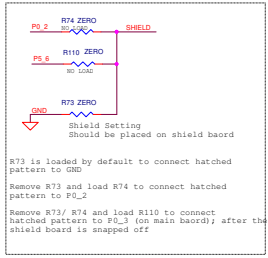 R74 ZERO
P0_2
NO LOAD
SHIELD
R110 ZERO
P5_6
NO LOAD
R73 ZERO
GND
Shield Setting
Should be placed on shield baord
R73 is loaded by default to connect hatched
pattern to GND
Remove R73 and load R74 to connect hatched
pattern to P0_2
Remove R73/ R74 and load R110 to connect
hatched pattern to P0_3 (on main baord); after the
shield board is snapped off